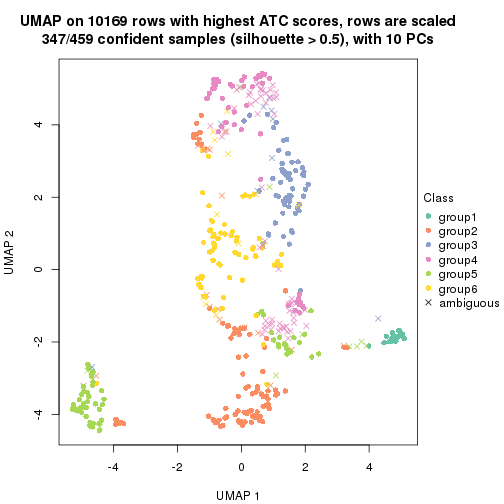 UMAP on 10169 rows with highest ATC scores, rows are scaled
347/459 confident samples (silhouette > 0.5), with 10 PCs
4
2
0
-2
-4
UMAP 2
-4
-2
0
2
4
UMAP 1
Class
group1
group2
group3
group4
group5
group6
ambiguous